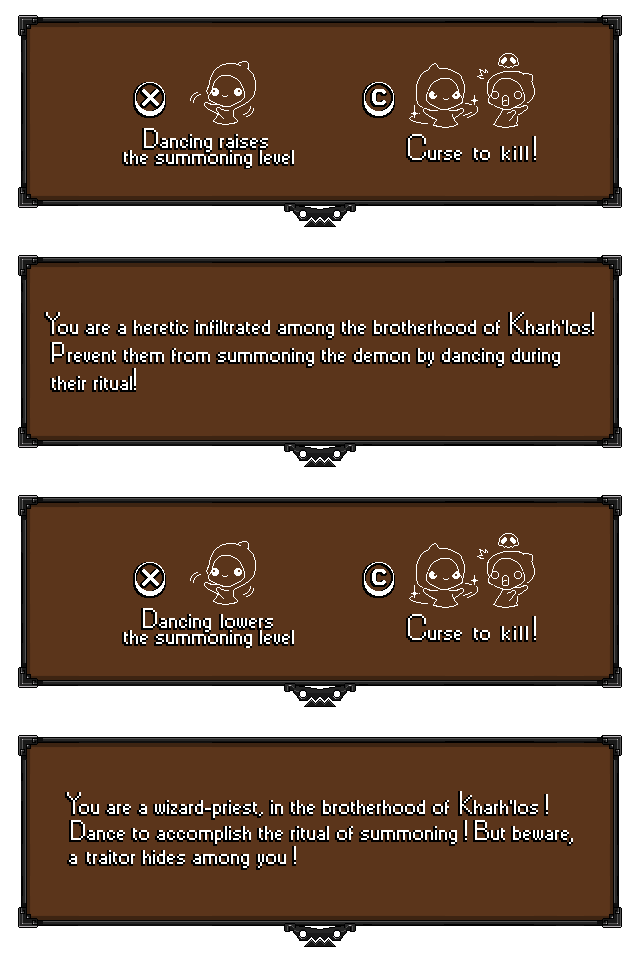 X
Dancing raises
the summoning level
C
Curse to kill!
You are a heretic infiltrated among the brotherhood of Kharh'los!
Prevent them from summoning the demon by dancing during
their ritual!
X
Dancing lowers
the summoning level
C
Curse to kill!
You are a wizard-priest, in the brotherhood of Kharh'los !
Dance to accomplish the ritual of summoning ! But beware,
a traitor hides among you !